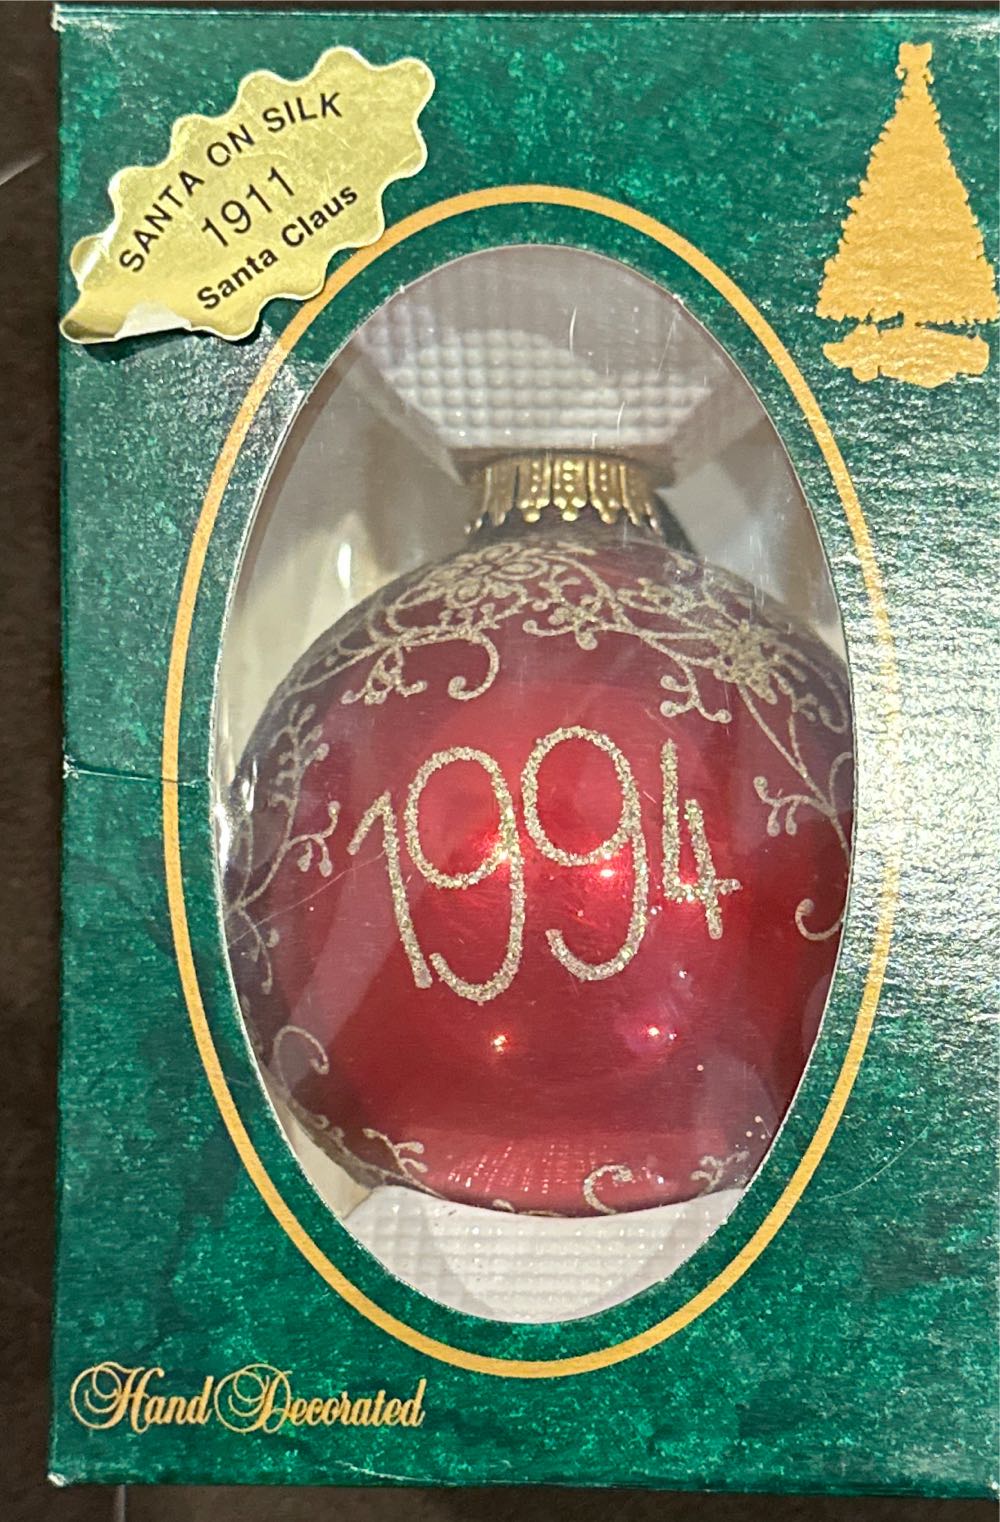 SANTA ON SILK
1911
Santa Claus
1994
Hand Decorated